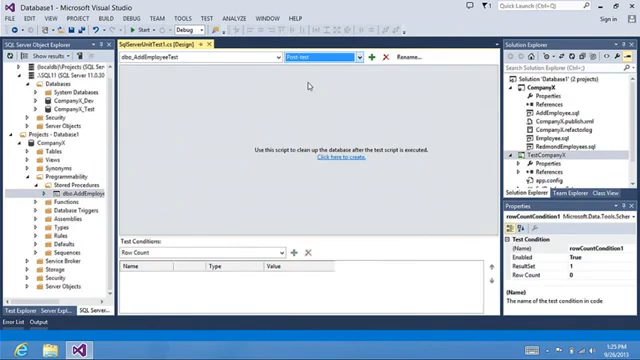 Database1 - Microsoft Visual Studio
Quick Launch (Ctrl+Q)
FILE EDIT VIEW PROJECT BUILD DEBUG TEAM SQL TOOLS TEST ANALYZE WINDOW HELP
Sign in
Start
Debug
SQL Server Object Explorer
Show results
(localdb)\Projects (SQL Server
.\SQL11 (SQL Server 11.0.30
Databases
System Databases
CompanyX_Dev
CompanyX_Test
Security
Server Objects
Projects - Database1
CompanyX
Tables
Views
Synonyms
Programmability
Stored Procedures
dbo.AddEmploye
Functions
Database Triggers
Assemblies
Types
Rules
Defaults
Sequences
Service Broker
Storage
Security
Server Objects
Test Explorer
Server Expl...
SQL Server...
SqlServerUnitTest1.cs [Design]
dbo_AddEmployeeTest
Post-test
Rename...
Use this script to clean up the database after the test script is executed.
Click here to create.
Test Conditions:
Row Count
Name Type Value
Solution Explorer
Search Solution Explorer (Ctrl+;)
Solution 'Database1' (2 projects)
CompanyX
Properties
References
AddEmployee.sql
CompanyX.publish.xml
CompanyX.refactorlog
Employee.sql
RedmondEmployees.sql
TestCompanyX
Properties
References
app.config
Solution Explorer
Team Explorer
Class View
Properties
rowCountCondition1 Microsoft.Data.Tools.Schem
Test Condition
(Name) rowCountCondition1
Enabled True
ResultSet 1
Row Count 0
(Name)
The name of the test condition in code
Error List
Output
1:25 PM
9/26/2013